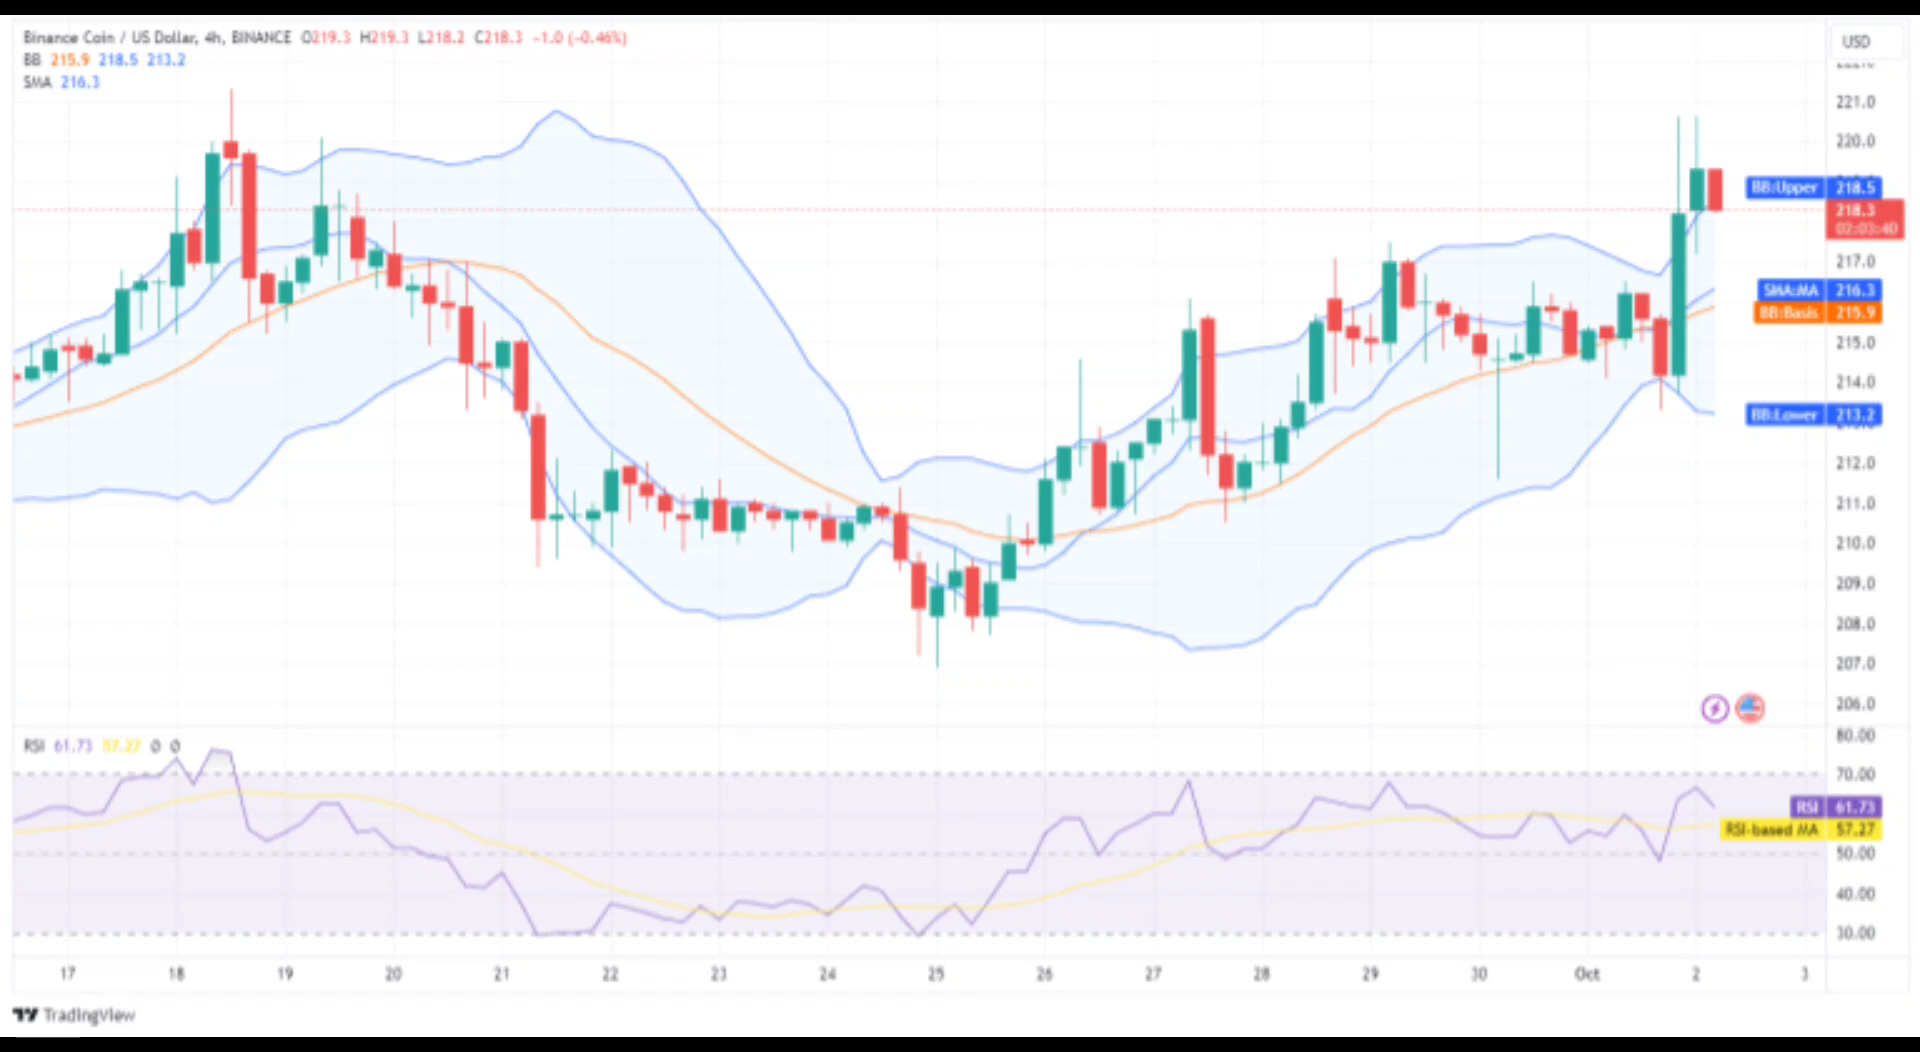 Binance Coin / US Dollar, 4h, BINANCE O219.3 H219.3 L218.2 C218.3 −1.0 (−0.46%)
BB 215.9 218.5 213.2
SMA 216.3
USD
221.0
220.0
BB:Upper 218.5
218.3
02:03:40
217.0
SMA:MA 216.3
BB:Basis 215.9
215.0
214.0
BB:Lower 213.2
212.0
211.0
210.0
209.0
208.0
207.0
206.0
RSI 61.73 57.27 0 0
80.00
70.00
RSI 61.73
RSI-based MA 57.27
50.00
40.00
30.00
17 18 19 20 21 22 23 24 25 26 27 28 29 30 Oct 2 3
TradingView